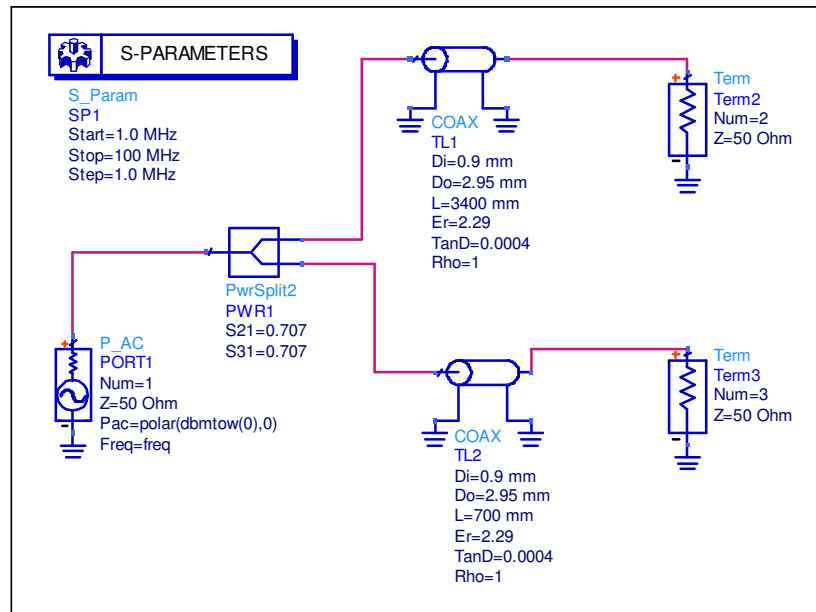 S-PARAMETERS
S_Param
SP1
Start=1.0 MHz
Stop=100 MHz
Step=1.0 MHz
COAX
TL1
Di=0.9 mm
Do=2.95 mm
L=3400 mm
Er=2.29
TanD=0.0004
Rho=1
+
Term
Term2
Num=2
Z=50 Ohm
-
PwrSplit2
PWR1
S21=0.707
S31=0.707
+
P_AC
PORT1
Num=1
Z=50 Ohm
Pac=polar(dbmtow(0),0)
Freq=freq
-
COAX
TL2
Di=0.9 mm
Do=2.95 mm
L=700 mm
Er=2.29
TanD=0.0004
Rho=1
+
Term
Term3
Num=3
Z=50 Ohm
-